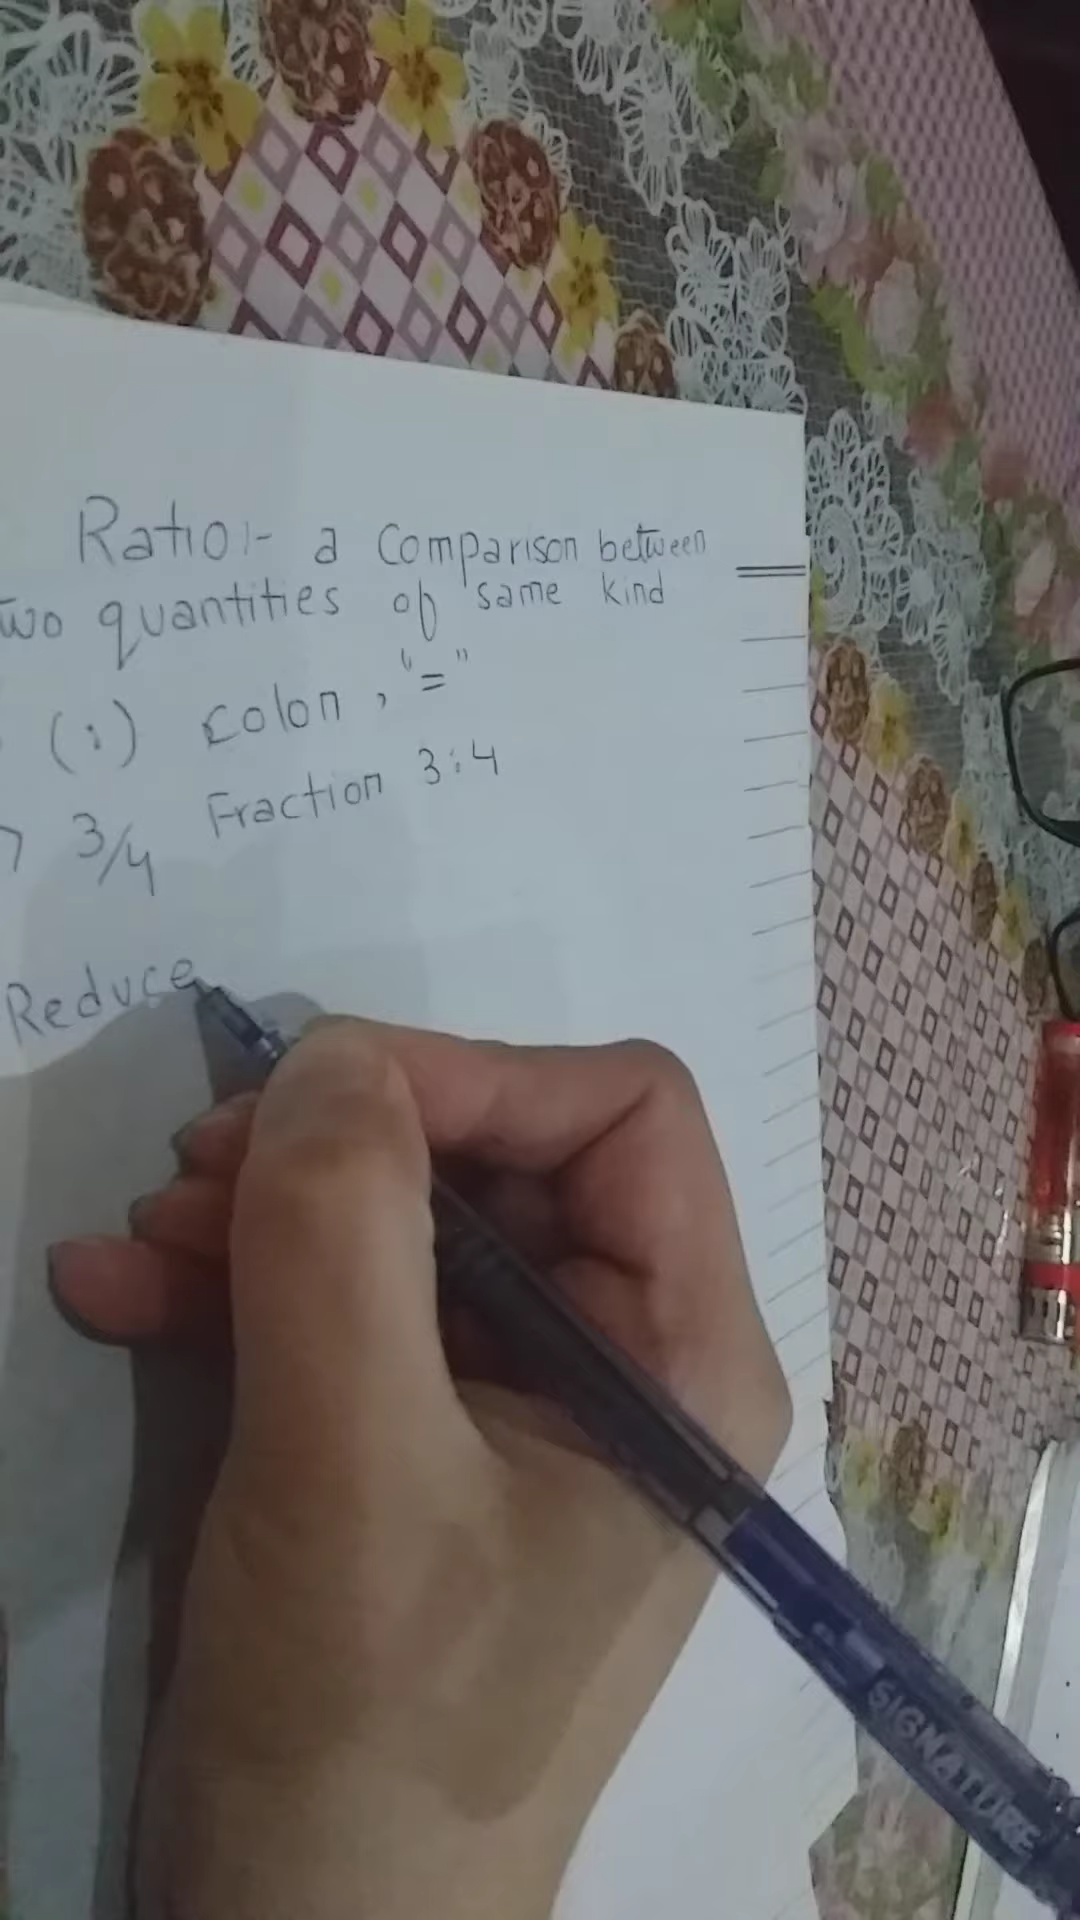 Ratio:- a Comparison between
two quantities of same kind
(:) colon, "="
3/4 Fraction 3:4
Reduce
SIGNATURE